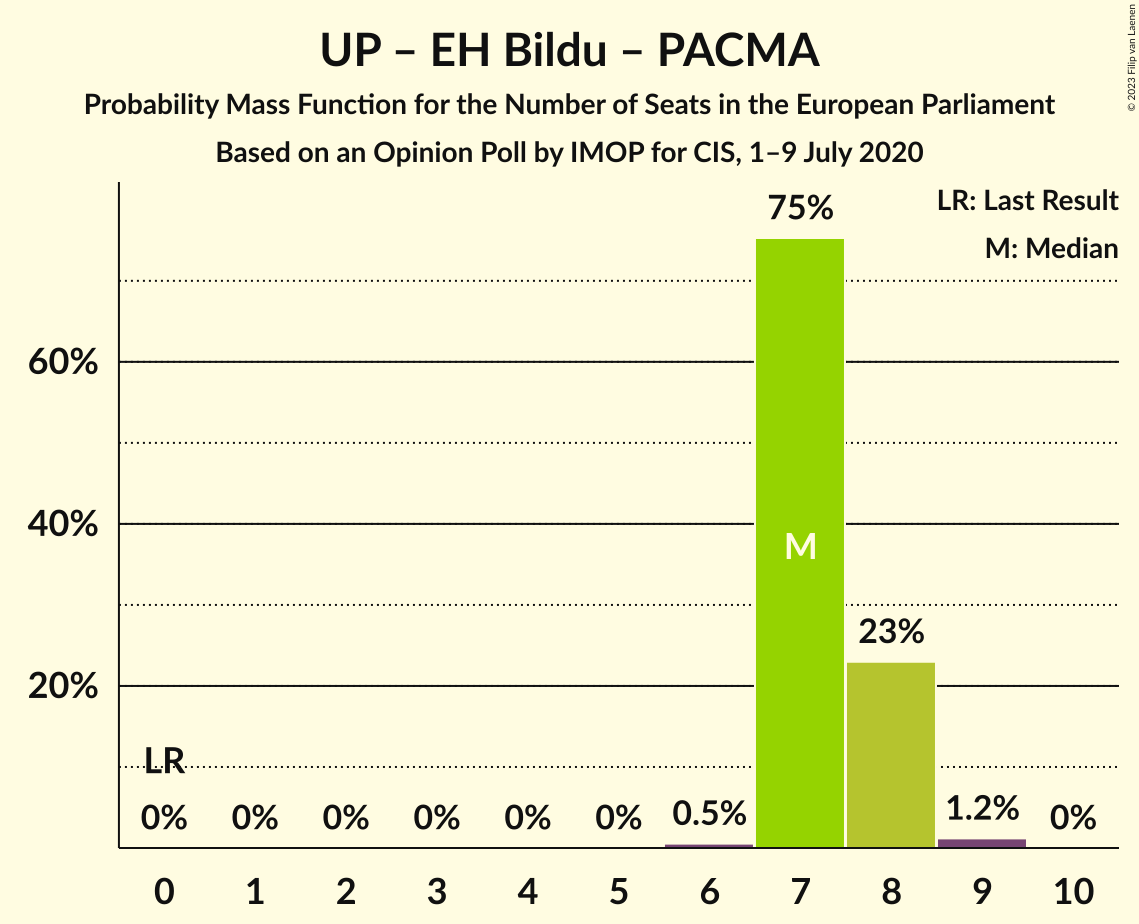 UP – EH Bildu – PACMA
Probability Mass Function for the Number of Seats in the European Parliament
Based on an Opinion Poll by IMOP for CIS, 1–9 July 2020
© 2023 Filip van Laenen
LR: Last Result
M: Median
75%
60%
40%
M
23%
20%
LR
0% 0% 0% 0% 0% 0% 0.5% 1.2% 0%
0 1 2 3 4 5 6 7 8 9 10